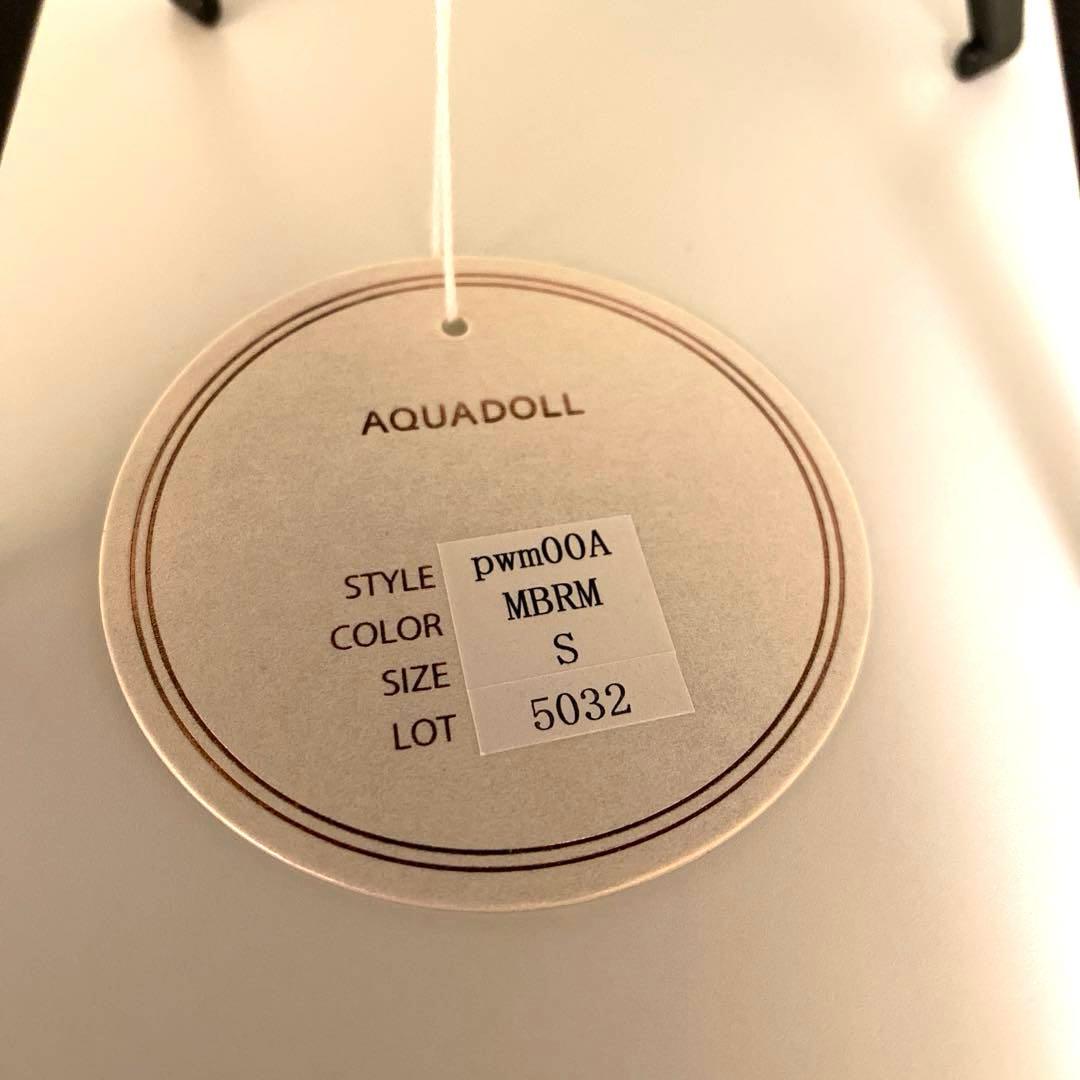 AQUADOLL
STYLE pwm00A
COLOR MBRM
SIZE S
LOT 5032